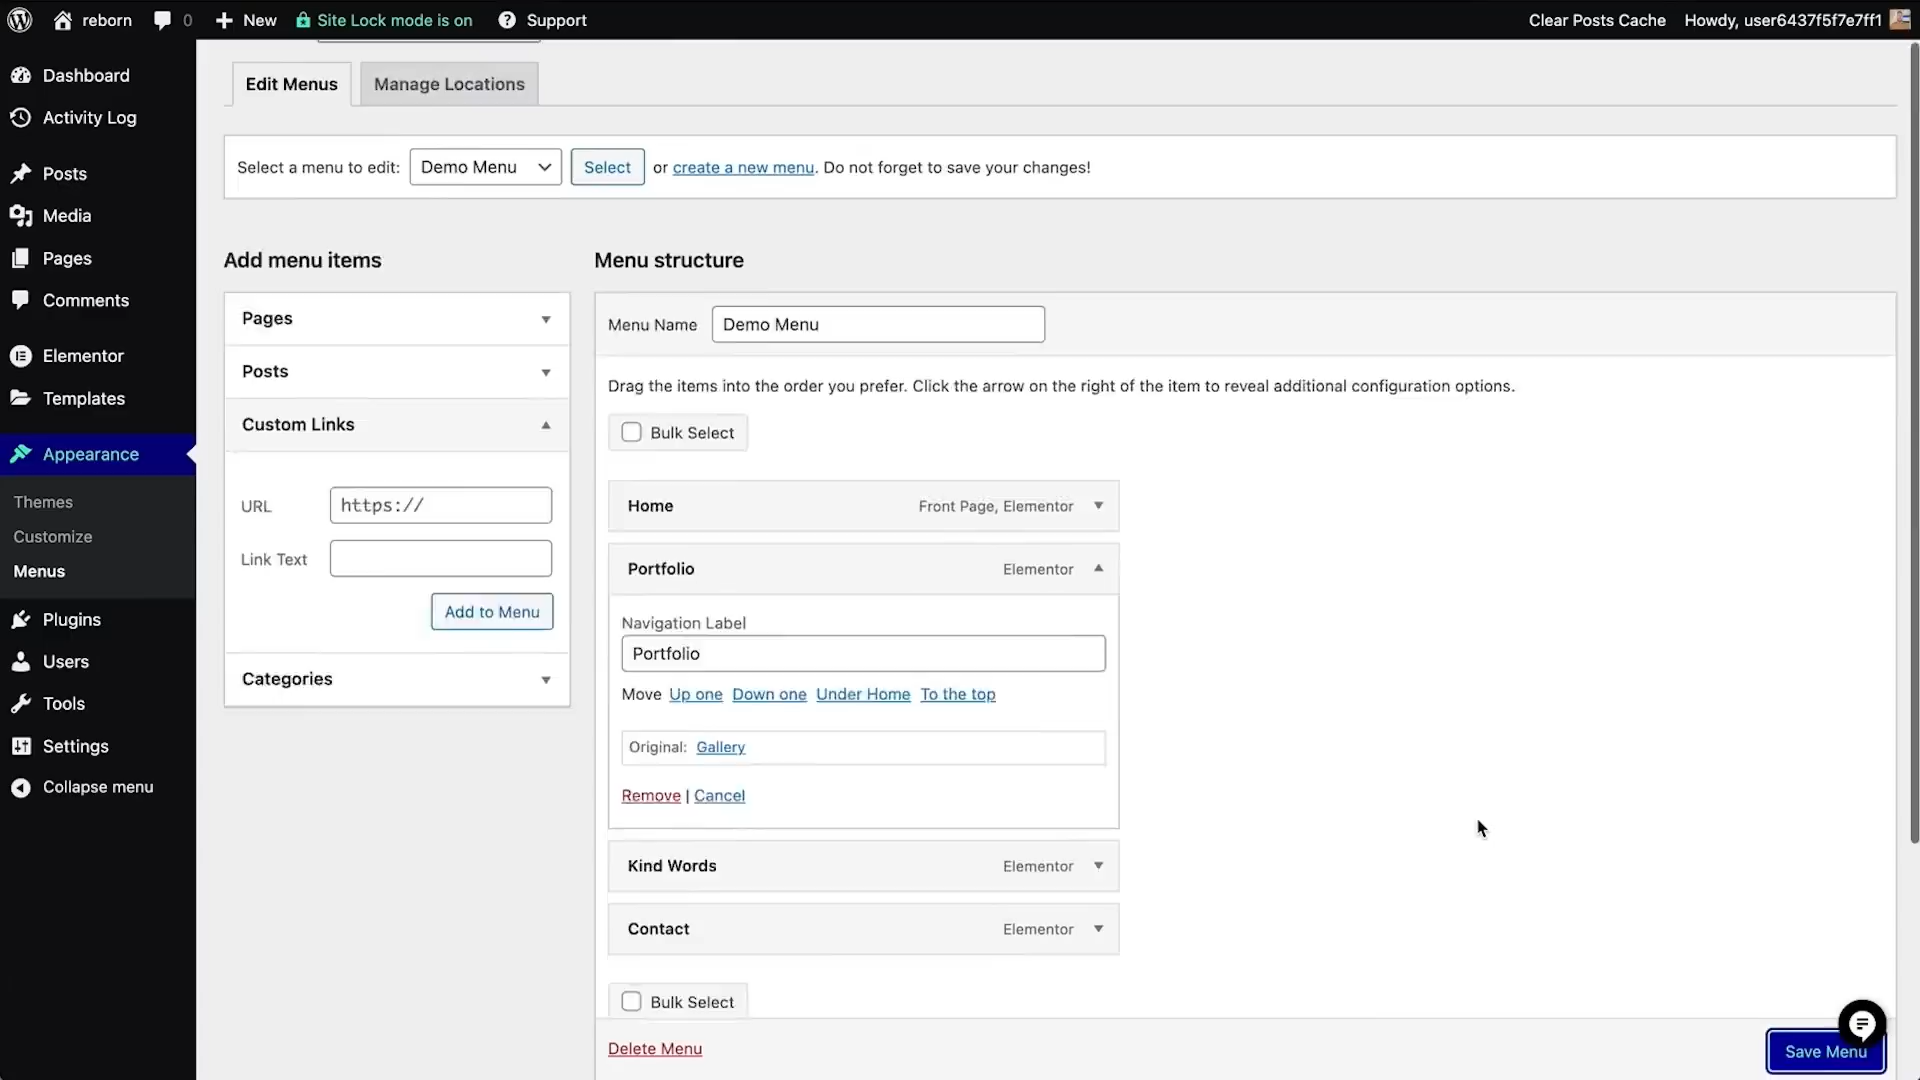 reborn 0 New Site Lock mode is on Support Clear Posts Cache Howdy, user6437f5f7e7ff1
Dashboard
Activity Log
Posts
Media
Pages
Comments
Elementor
Templates
Appearance
Themes
Customize
Menus
Plugins
Users
Tools
Settings
Collapse menu
Edit Menus Manage Locations
Select a menu to edit: Demo Menu Select or create a new menu. Do not forget to save your changes!
Add menu items
Pages
Posts
Custom Links
URL https://
Link Text
Add to Menu
Categories
Menu structure
Menu Name Demo Menu
Drag the items into the order you prefer. Click the arrow on the right of the item to reveal additional configuration options.
Bulk Select
Home Front Page, Elementor
Portfolio Elementor
Navigation Label
Portfolio
Move Up one Down one Under Home To the top
Original: Gallery
Remove | Cancel
Kind Words Elementor
Contact Elementor
Bulk Select
Delete Menu
Save Menu